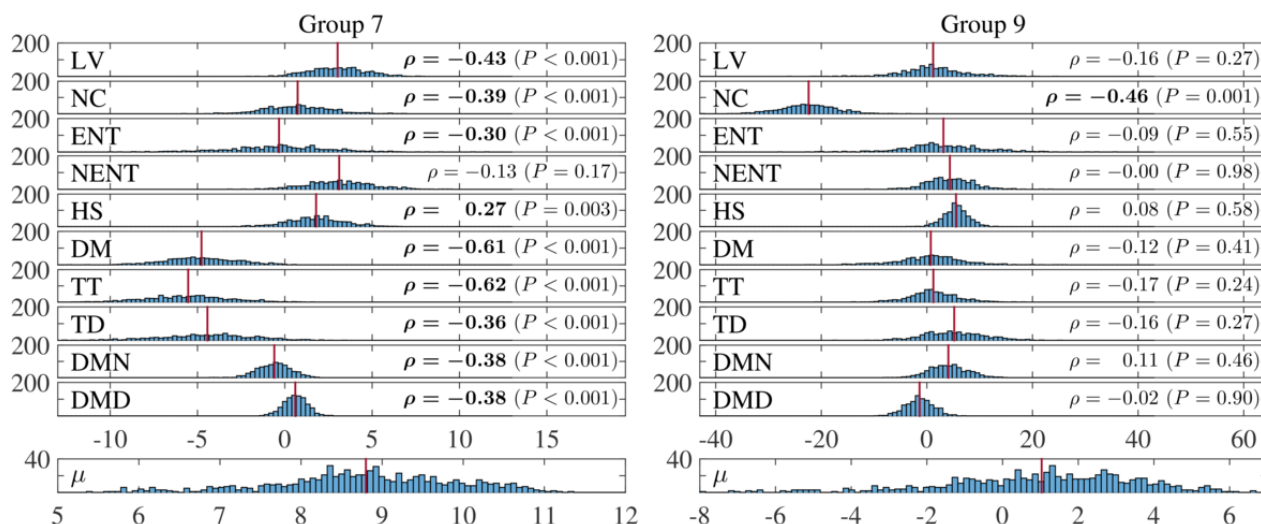 Group 7
200
LV
ρ = −0.43 (P < 0.001)
200
NC
ρ = −0.39 (P < 0.001)
200
ENT
ρ = −0.30 (P < 0.001)
200
NENT
ρ = −0.13 (P = 0.17)
200
HS
ρ = 0.27 (P = 0.003)
200
DM
ρ = −0.61 (P < 0.001)
200
TT
ρ = −0.62 (P < 0.001)
200
TD
ρ = −0.36 (P < 0.001)
200
DMN
ρ = −0.38 (P < 0.001)
200
DMD
ρ = −0.38 (P < 0.001)
-10 -5 0 5 10 15
40
μ
5 6 7 8 9 10 11 12
Group 9
200
LV
ρ = −0.16 (P = 0.27)
200
NC
ρ = −0.46 (P = 0.001)
200
ENT
ρ = −0.09 (P = 0.55)
200
NENT
ρ = −0.00 (P = 0.98)
200
HS
ρ = 0.08 (P = 0.58)
200
DM
ρ = −0.12 (P = 0.41)
200
TT
ρ = −0.17 (P = 0.24)
200
TD
ρ = −0.16 (P = 0.27)
200
DMN
ρ = 0.11 (P = 0.46)
200
DMD
ρ = −0.02 (P = 0.90)
-40 -20 0 20 40 60
40
μ
-8 -6 -4 -2 0 2 4 6